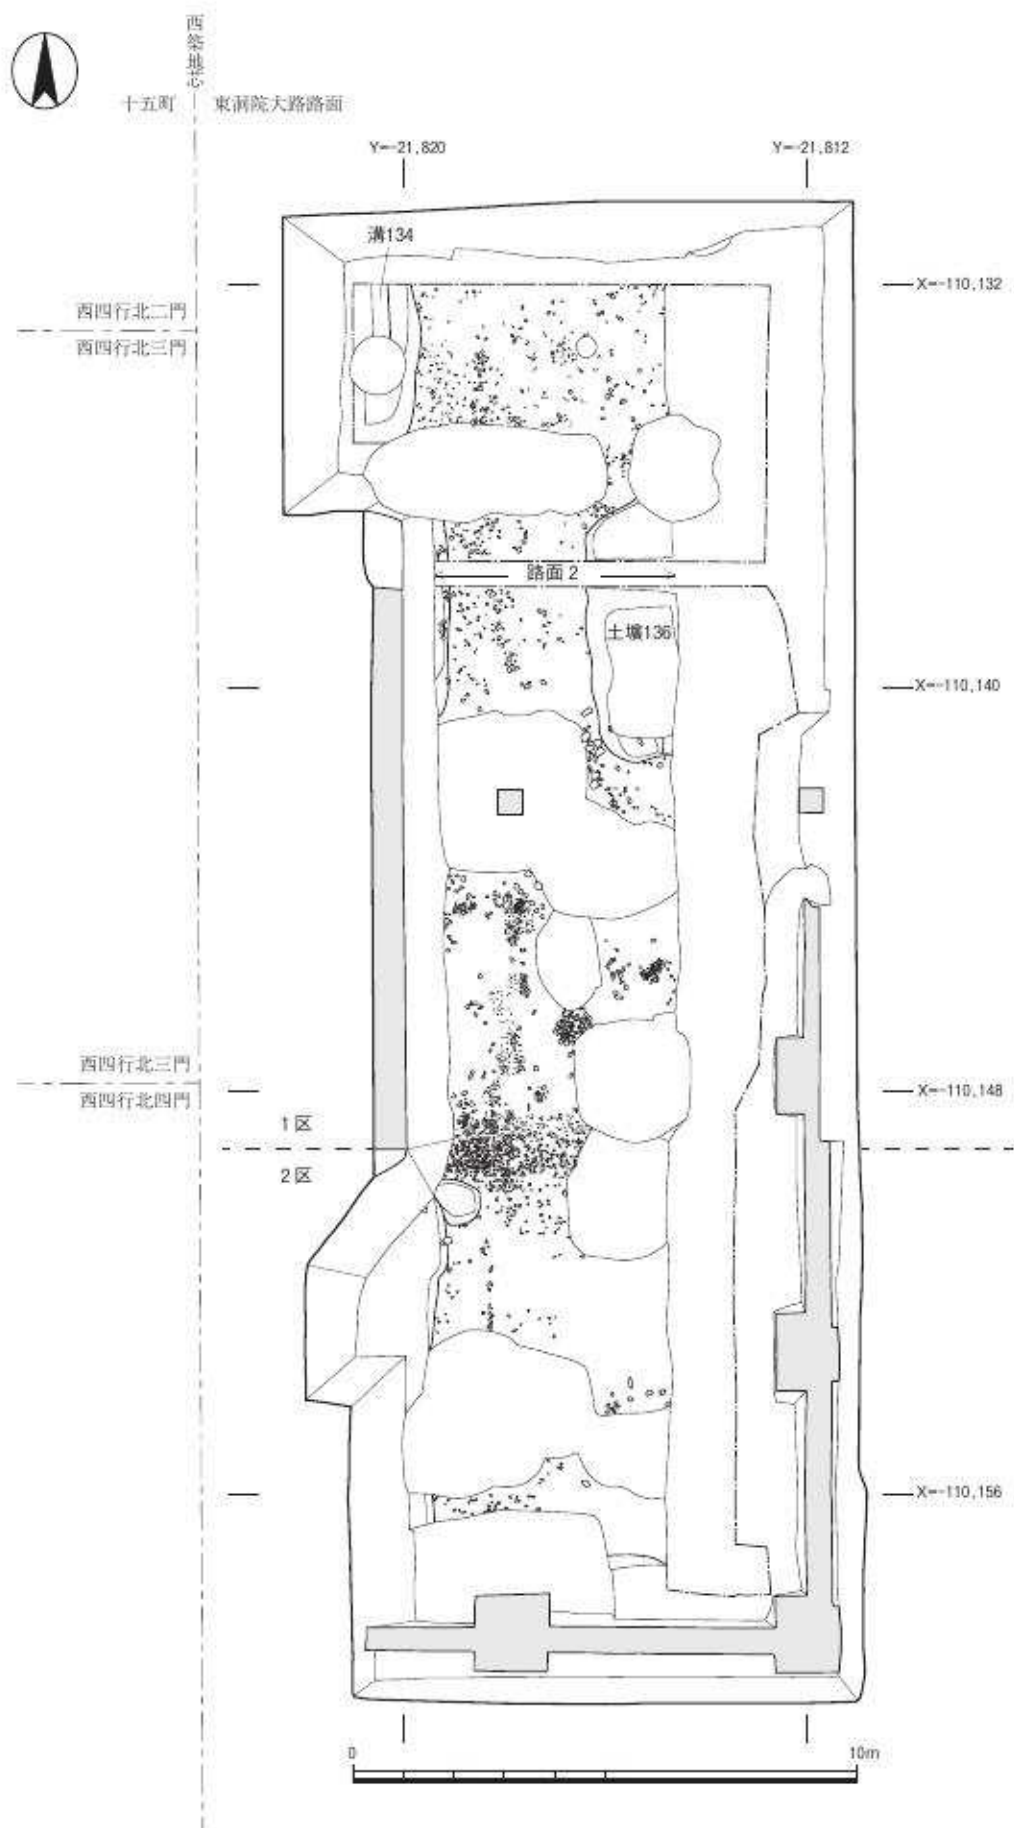 西築地芯
十五町
東洞院大路路面
Y=-21,820
Y=-21,812
溝134
X=-110,132
西四行北二門
西四行北三門
路面2
土壙136
X=-110,140
西四行北三門
西四行北四門
X=-110,148
1区
2区
X=-110,156
0
10m